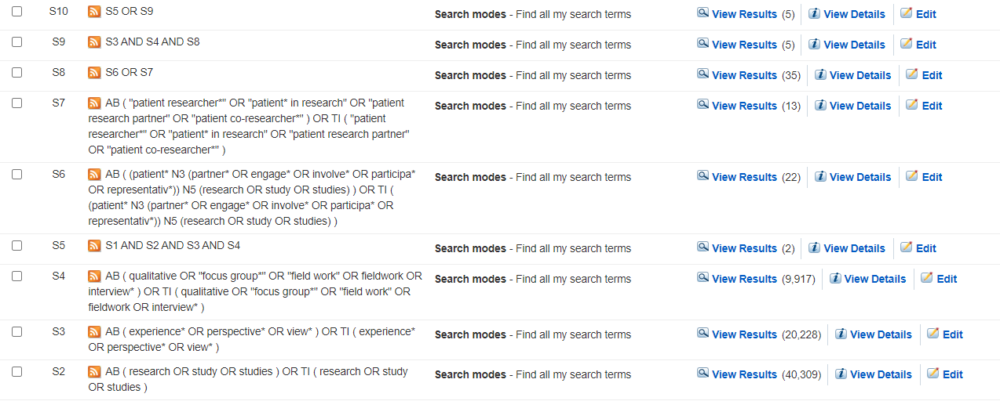 S10 S5 OR S9 Search modes - Find all my search terms View Results (5) View Details Edit
S9 S3 AND S4 AND S8 Search modes - Find all my search terms View Results (5) View Details Edit
S8 S6 OR S7 Search modes - Find all my search terms View Results (35) View Details Edit
S7 AB ( "patient researcher*" OR "patient* in research" OR "patient Search modes - Find all my search terms View Results (13) View Details Edit
research partner" OR "patient co-researcher*" ) OR TI ( "patient
researcher*" OR "patient* in research" OR "patient research partner"
OR "patient co-researcher*" )
S6 AB ( (patient* N3 (partner* OR engage* OR involve* OR participa* Search modes - Find all my search terms View Results (22) View Details Edit
OR representativ*)) N5 (research OR study OR studies) ) OR TI (
(patient* N3 (partner* OR engage* OR involve* OR participa* OR
representativ*)) N5 (research OR study OR studies) )
S5 S1 AND S2 AND S3 AND S4 Search modes - Find all my search terms View Results (2) View Details Edit
S4 AB ( qualitative OR "focus group*" OR "field work" OR fieldwork OR Search modes - Find all my search terms View Results (9,917) View Details Edit
interview* ) OR TI ( qualitative OR "focus group*" OR "field work" OR
fieldwork OR interview* )
S3 AB ( experience* OR perspective* OR view* ) OR TI ( experience* Search modes - Find all my search terms View Results (20,228) View Details Edit
OR perspective* OR view* )
S2 AB ( research OR study OR studies ) OR TI ( research OR study Search modes - Find all my search terms View Results (40,309) View Details Edit
OR studies )